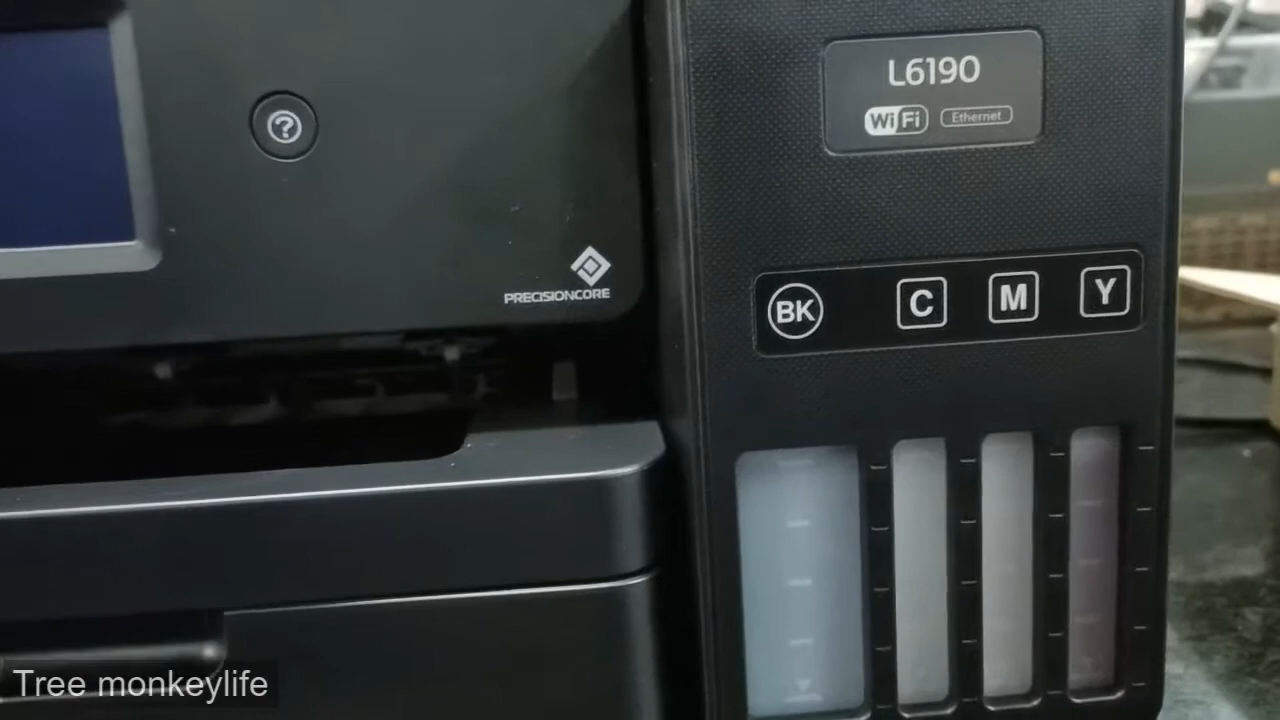 L6190
WiFi Ethernet
?
PRECISIONCORE
BK C M Y
Tree monkeylife